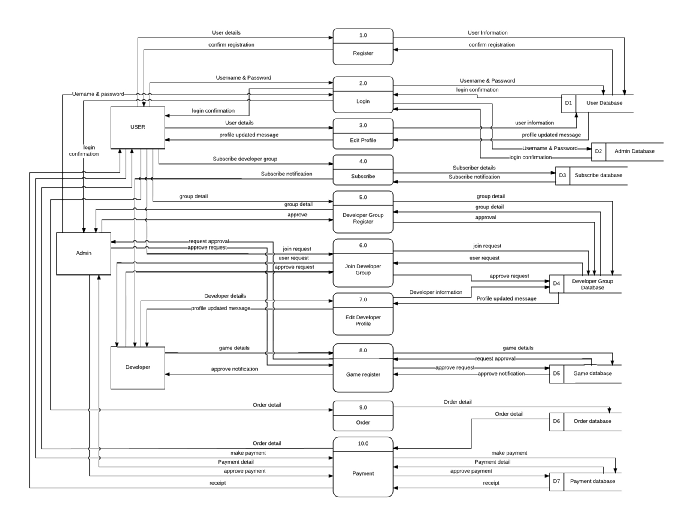 User details
1.0
User Information
confirm registration
confirm registration
Register
Username & Password
2.0
Username & Password
Uername & password
login confirmation
Login
D1
User Database
login confirmation
USER
User details
3.0
user information
profile updated message
profile updated message
Edit Profile
login
confirmation
Username & Password
D2
Admin Database
login confirmation
Subscribe developer group
4.0
Subscriber details
Subscribe notification
Subscribe
Subscribe notification
D3
Subscribe database
group detail
5.0
group detail
group detail
group detail
approve
Developer Group
Register
approval
request approval
6.0
join request
Admin
approve request
join request
user request
user request
approve request
Join Developer
Group
approve request
D4
Developer Group
Database
Developer details
7.0
Developer information
Profile updated message
profile updated message
Edit Developer
Profile
game details
8.0
game details
request approval
Developer
approve request
approve notification
Game register
approve notification
D5
Game database
Order detail
9.0
Order detail
Order detail
D6
Order database
Order
Order detail
10.0
make payment
make payment
Payment detail
Payment detail
approve payment
Payment
approve payment
D7
Payment database
receipt
receipt